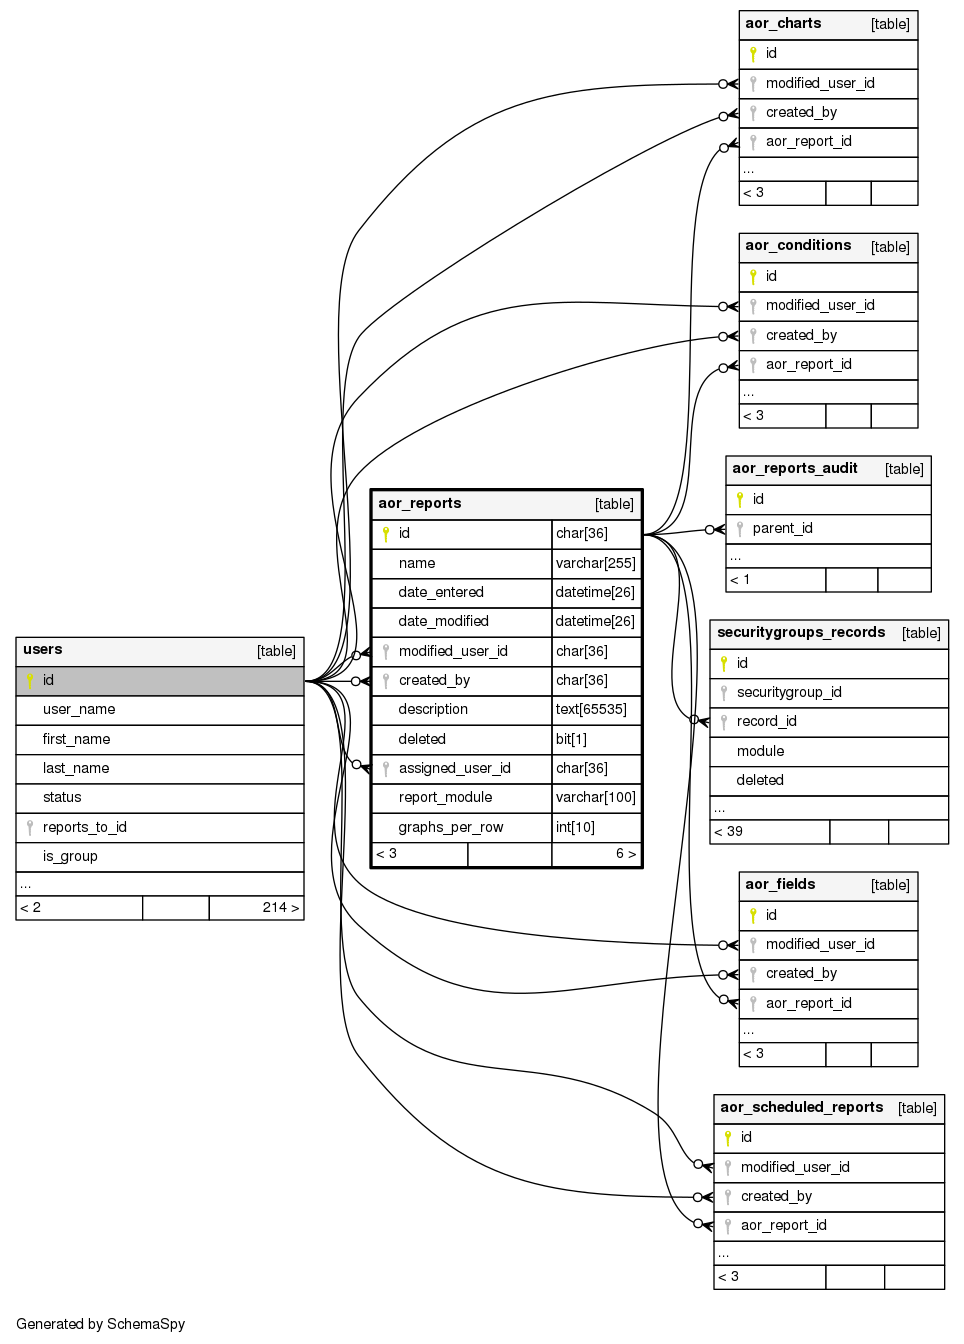 aor_charts [table]
id
modified_user_id
created_by
aor_report_id
...
< 3
aor_conditions [table]
id
modified_user_id
created_by
aor_report_id
...
< 3
aor_reports_audit [table]
id
parent_id
...
< 1
aor_reports [table]
id char[36]
name varchar[255]
date_entered datetime[26]
date_modified datetime[26]
modified_user_id char[36]
created_by char[36]
description text[65535]
deleted bit[1]
assigned_user_id char[36]
report_module varchar[100]
graphs_per_row int[10]
< 3 6 >
users [table]
id
user_name
first_name
last_name
status
reports_to_id
is_group
...
< 2 214 >
securitygroups_records [table]
id
securitygroup_id
record_id
module
deleted
...
< 39
aor_fields [table]
id
modified_user_id
created_by
aor_report_id
...
< 3
aor_scheduled_reports [table]
id
modified_user_id
created_by
aor_report_id
...
< 3
Generated by SchemaSpy